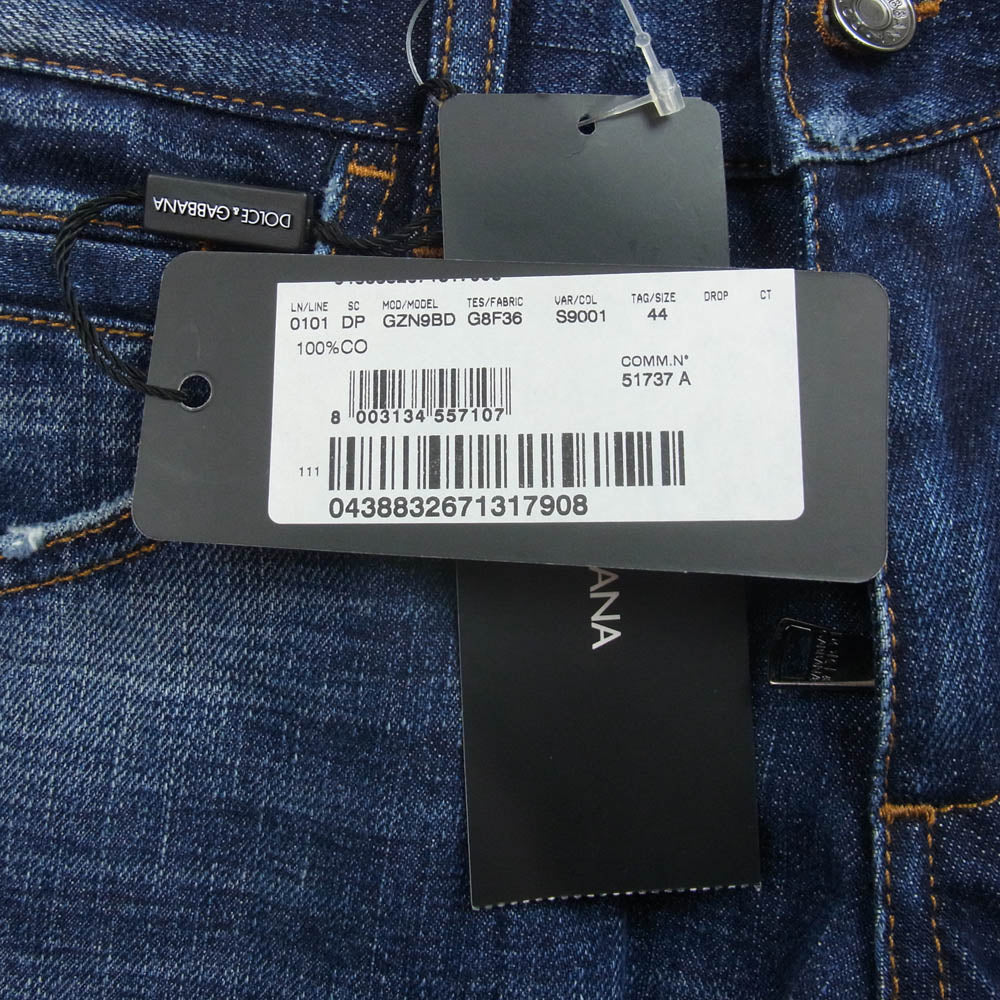 DOLCE & GABBANA
LN/LINE SC MOD/MODEL TES/FABRIC VAR/COL TAG/SIZE DROP CT
0101 DP GZN9BD G8F36 S9001 44
100%CO
COMM.N°
51737 A
8 003134 557107
111
0438832671317908
ANA